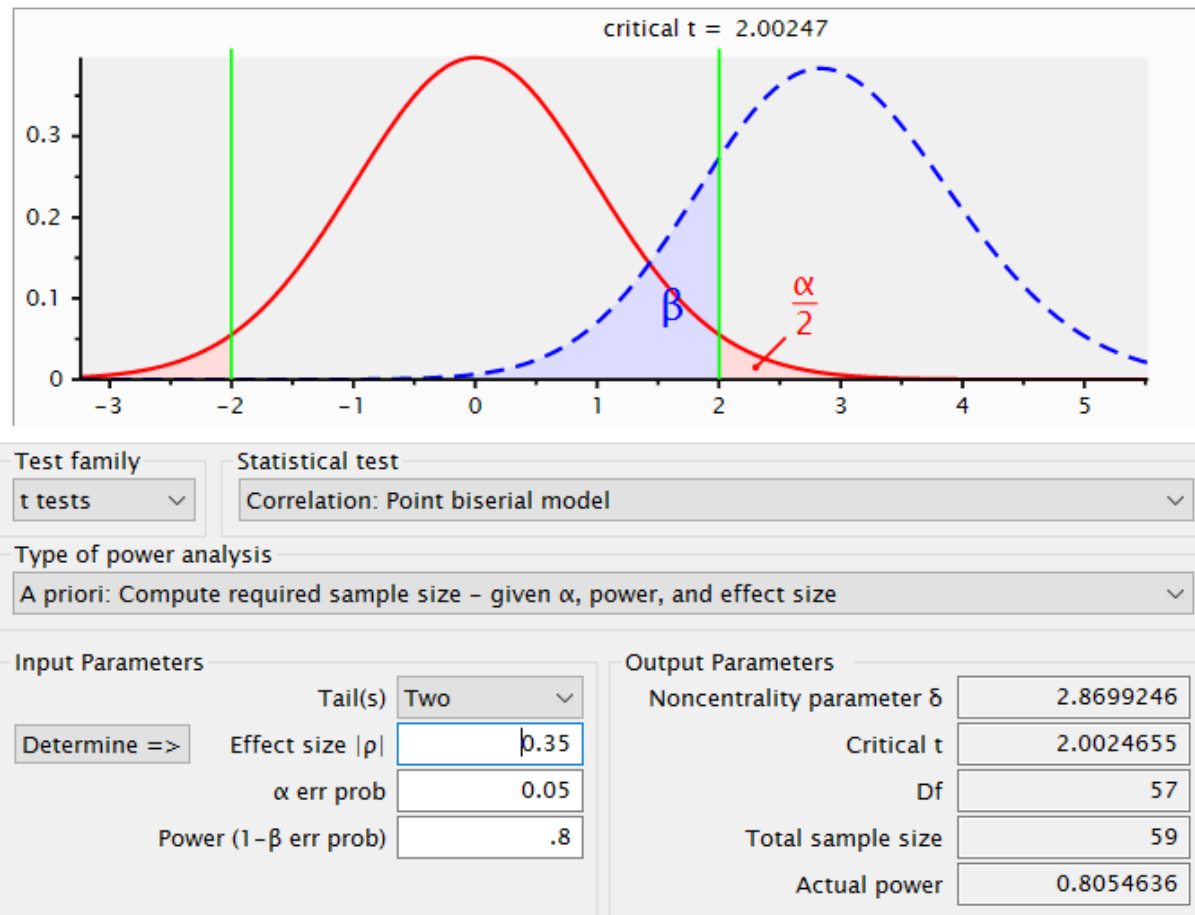 critical t = 2.00247
0.3
0.2
0.1
0
β
α
2
-3 -2 -1 0 1 2 3 4 5
Test family
Statistical test
t tests
Correlation: Point biserial model
Type of power analysis
A priori: Compute required sample size – given α, power, and effect size
Input Parameters
Tail(s) Two
Determine => Effect size |ρ| 0.35
α err prob 0.05
Power (1–β err prob) .8
Output Parameters
Noncentrality parameter δ 2.8699246
Critical t 2.0024655
Df 57
Total sample size 59
Actual power 0.8054636